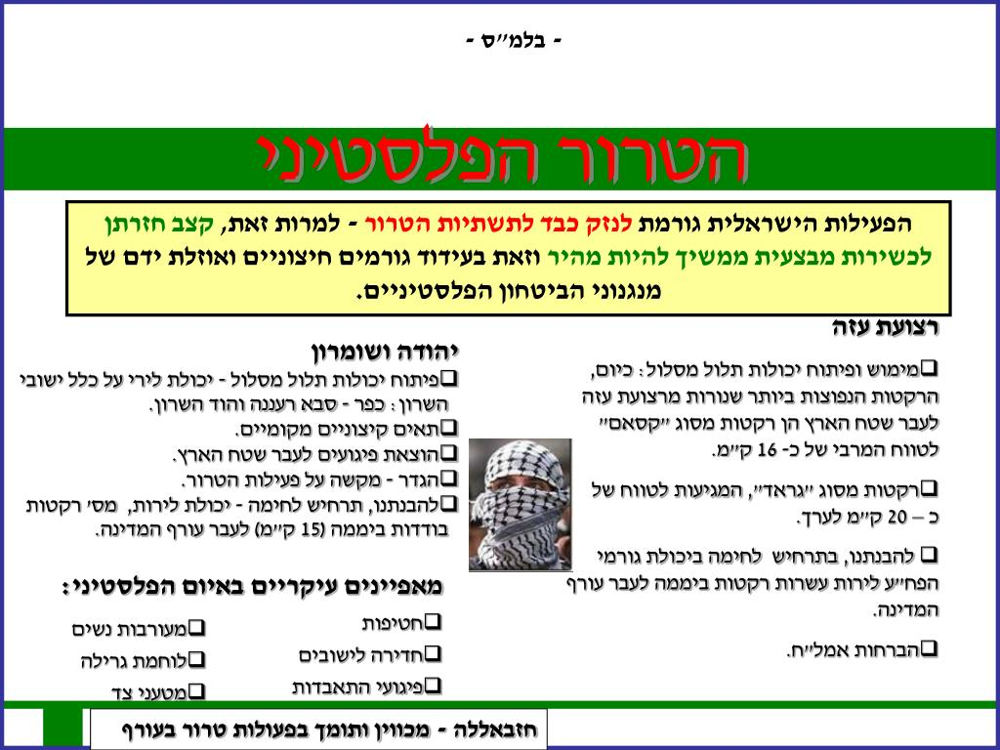 - בלמ"ס -
הטרור הפלסטיני
הפעילות הישראלית גורמת לנזק כבד לתשתיות הטרור - למרות זאת, קצב חזרתן
לכשירות מבצעית ממשיך להיות מהיר וזאת בעידוד גורמים חיצוניים ואוזלת ידם של
מנגנוני הביטחון הפלסטיניים.
רצועת עזה
❑מימוש ופיתוח יכולות תלול מסלול: כיום,
הרקטות הנפוצות ביותר שנורות מרצועת עזה
לעבר שטח הארץ הן רקטות מסוג "קסאם"
לטווח המרבי של כ- 16 ק"מ.
❑רקטות מסוג "גראד", המגיעות לטווח של
כ – 20 ק"מ לערך.
❑ להבנתנו, בתרחיש לחימה ביכולת גורמי
הפח"ע לירות עשרות רקטות ביממה לעבר עורף
המדינה.
❑הברחות אמל"ח.
יהודה ושומרון
❑פיתוח יכולות תלול מסלול - יכולת לירי על כלל ישובי
השרון: כפר - סבא רעננה והוד השרון.
❑תאים קיצוניים מקומיים.
❑הוצאת פיגועים לעבר שטח הארץ.
❑הגדר - מקשה על פעילות הטרור.
❑להבנתנו, תרחיש לחימה - יכולת לירות, מס' רקטות
בודדות ביממה (15 ק"מ) לעבר עורף המדינה.
מאפיינים עיקריים באיום הפלסטיני:
❑חטיפות
❑חדירה לישובים
❑פיגועי התאבדות
❑מעורבות נשים
❑לוחמת גרילה
❑מטעני צד
חזבאללה - מכווין ותומך בפעולות טרור בעורף